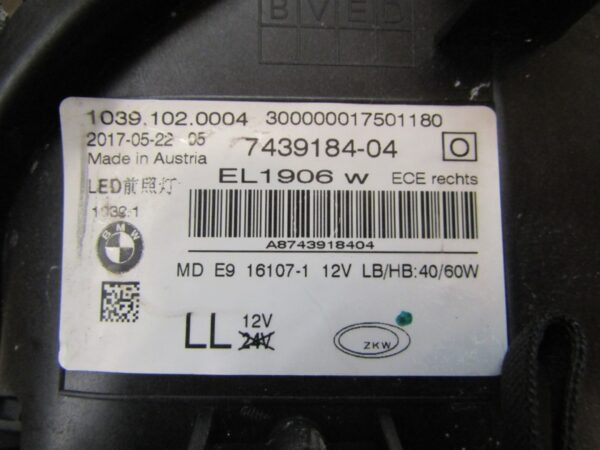 BVED
1039.102.0004 300000017501180
2017-05-22 05 7439184-04
Made in Austria
EL1906 w ECE rechts
LED前照灯
1039.1
BMW
A8743918404
MD E9 16107-1 12V LB/HB:40/60W
LL 12V
24V
ZKW